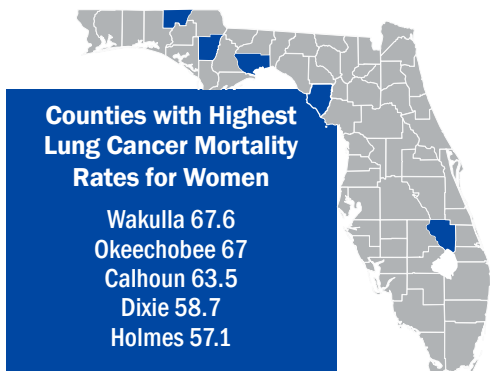 Counties with Highest
Lung Cancer Mortality
Rates for Women
Wakulla 67.6
Okeechobee 67
Calhoun 63.5
Dixie 58.7
Holmes 57.1